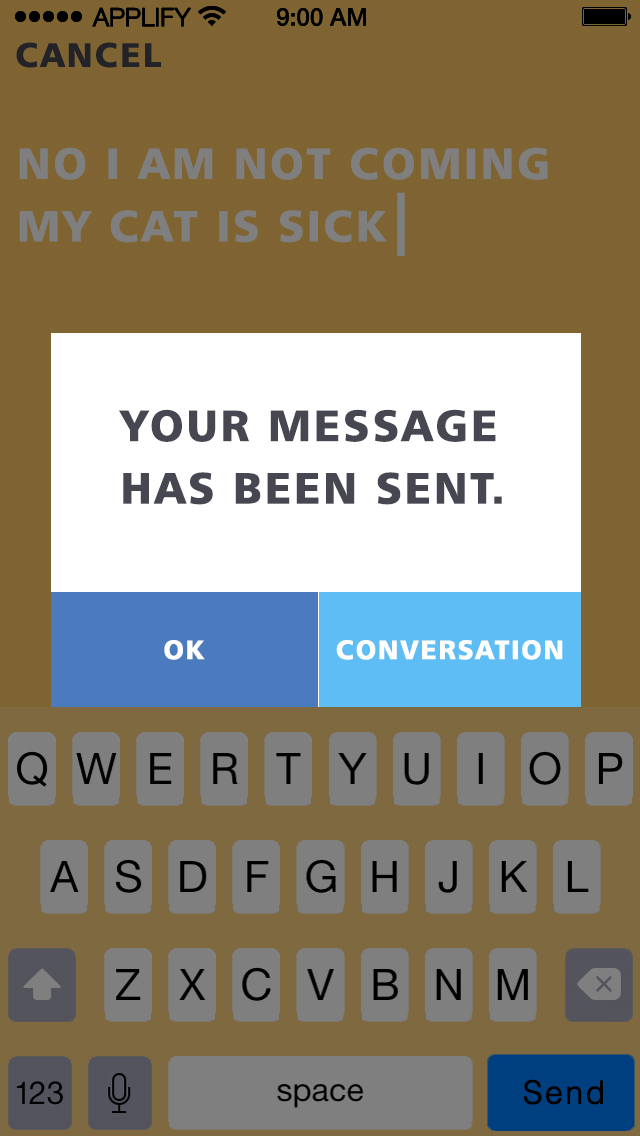 APPLIFY 9:00 AM
CANCEL
NO I AM NOT COMING
MY CAT IS SICK
YOUR MESSAGE
HAS BEEN SENT.
OK CONVERSATION
Q W E R T Y U I O P
A S D F G H J K L
Z X C V B N M
123 space Send